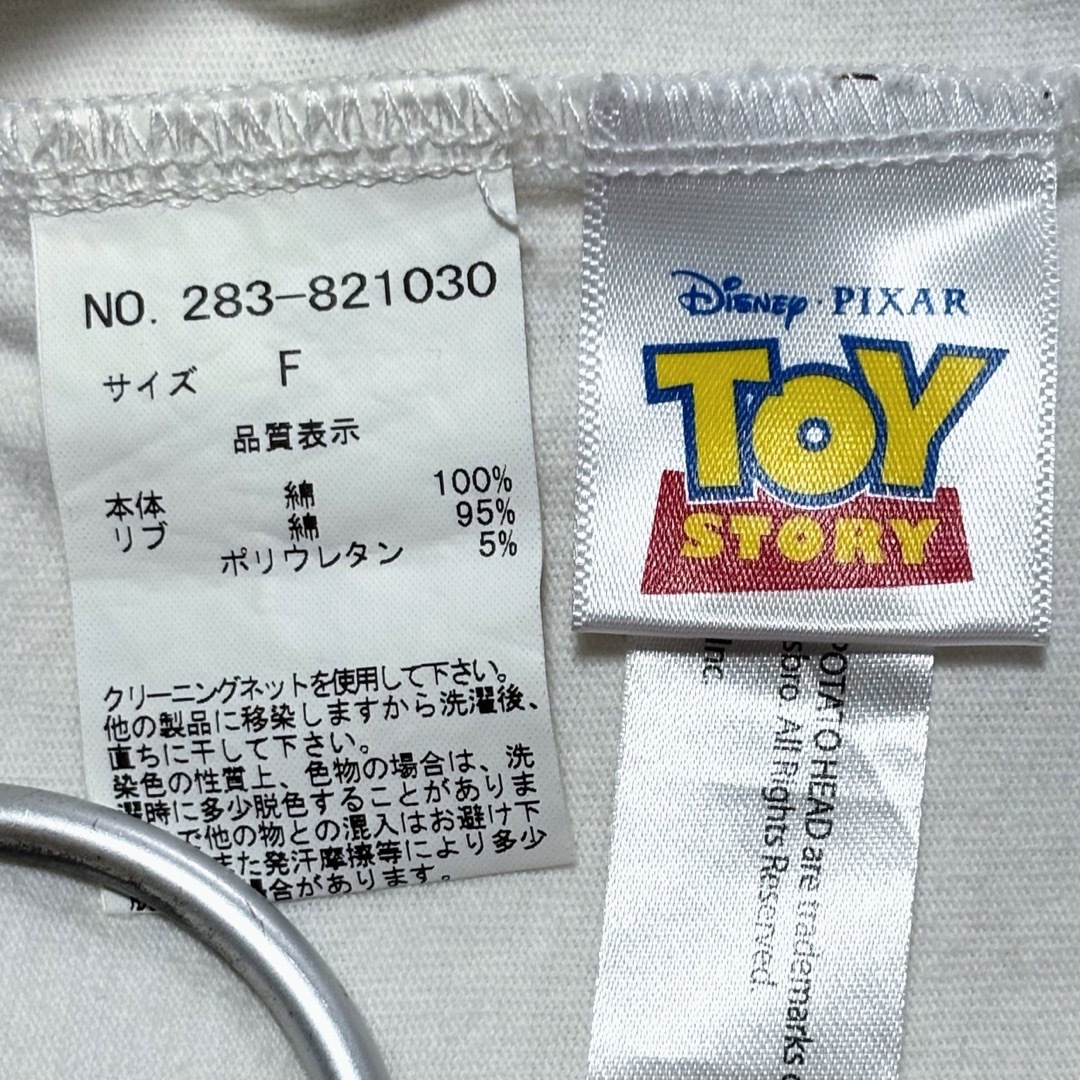 NO. 283-821030
サイズ F
品質表示
本体 綿 100%
リブ 綿 95%
ポリウレタン 5%
クリーニングネットを使用して下さい。
他の製品に移染しますから洗濯後、
直ちに干して下さい。
染色の性質上、色物の場合は、洗
濯時に多少脱色することがありま
で他の物との混入はお避け下
また発汗摩擦等により多少
場合があります。
DISNEY · PIXAR
TOY
STORY
POTATO HEAD are trademarks
All Rights Reserved.
Inc